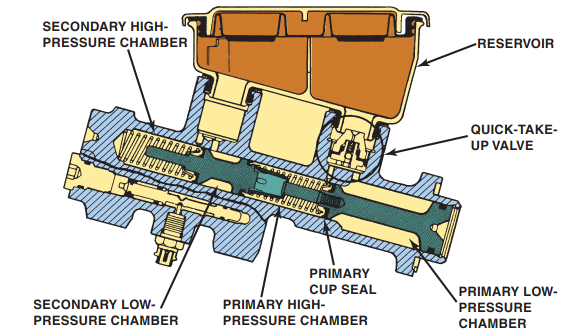 SECONDARY HIGH-
PRESSURE CHAMBER
RESERVOIR
QUICK-TAKE-
UP VALVE
PRIMARY
CUP SEAL
PRIMARY LOW-
PRESSURE
CHAMBER
SECONDARY LOW-
PRESSURE CHAMBER
PRIMARY HIGH-
PRESSURE CHAMBER